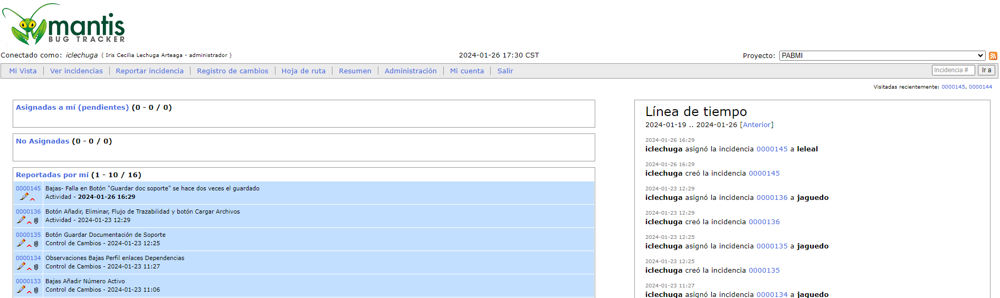 mantis
BUG TRACKER
Conectado como: iclechuga ( Iris Cecilia Lechuga Arteaga - administrador )
2024-01-26 17:30 CST
Proyecto: PABMI
Mi Vista | Ver incidencias | Reportar incidencia | Registro de cambios | Hoja de ruta | Resumen | Administración | Mi cuenta | Salir
Incidencia # Ir a
Visitadas recientemente: 0000145, 0000144
Asignadas a mí (pendientes) (0 - 0 / 0)
No Asignadas (0 - 0 / 0)
Reportadas por mí (1 - 10 / 16)
0000145 Bajas- Falla en Botón "Guardar doc soporte" se hace dos veces el guardado
Actividad - 2024-01-26 16:29
0000136 Botón Añadir, Eliminar, Flujo de Trazabilidad y botón Cargar Archivos
Actividad - 2024-01-23 12:29
0000135 Botón Guardar Documentación de Soporte
Control de Cambios - 2024-01-23 12:25
0000134 Observaciones Bajas Perfil enlaces Dependencias
Control de Cambios - 2024-01-23 11:27
0000133 Bajas Añadir Número Activo
Control de Cambios - 2024-01-23 11:06
Línea de tiempo
2024-01-19 .. 2024-01-26 [Anterior]
2024-01-26 16:29
iclechuga asignó la incidencia 0000145 a leleal
2024-01-26 16:29
iclechuga creó la incidencia 0000145
2024-01-23 12:29
iclechuga asignó la incidencia 0000136 a jaguedo
2024-01-23 12:29
iclechuga creó la incidencia 0000136
2024-01-23 12:25
iclechuga asignó la incidencia 0000135 a jaguedo
2024-01-23 12:25
iclechuga creó la incidencia 0000135
2024-01-23 11:27
iclechuga asignó la incidencia 0000134 a jaguedo